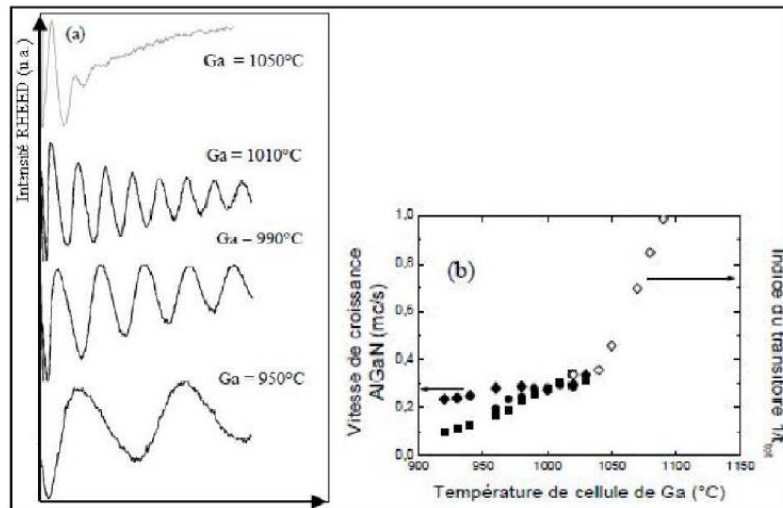 (a)
Intensité RHEED (u.a.)
Ga = 1050°C
Ga = 1010°C
Ga = 990°C
Ga = 950°C
(b)
Vitesse de croissance
AlGaN (mc/s)
1,0
0,8
0,6
0,4
0,2
0,0
900 950 1000 1050 1100 1150
Température de cellule de Ga (°C)
Indice du transitoire 1/t_tot